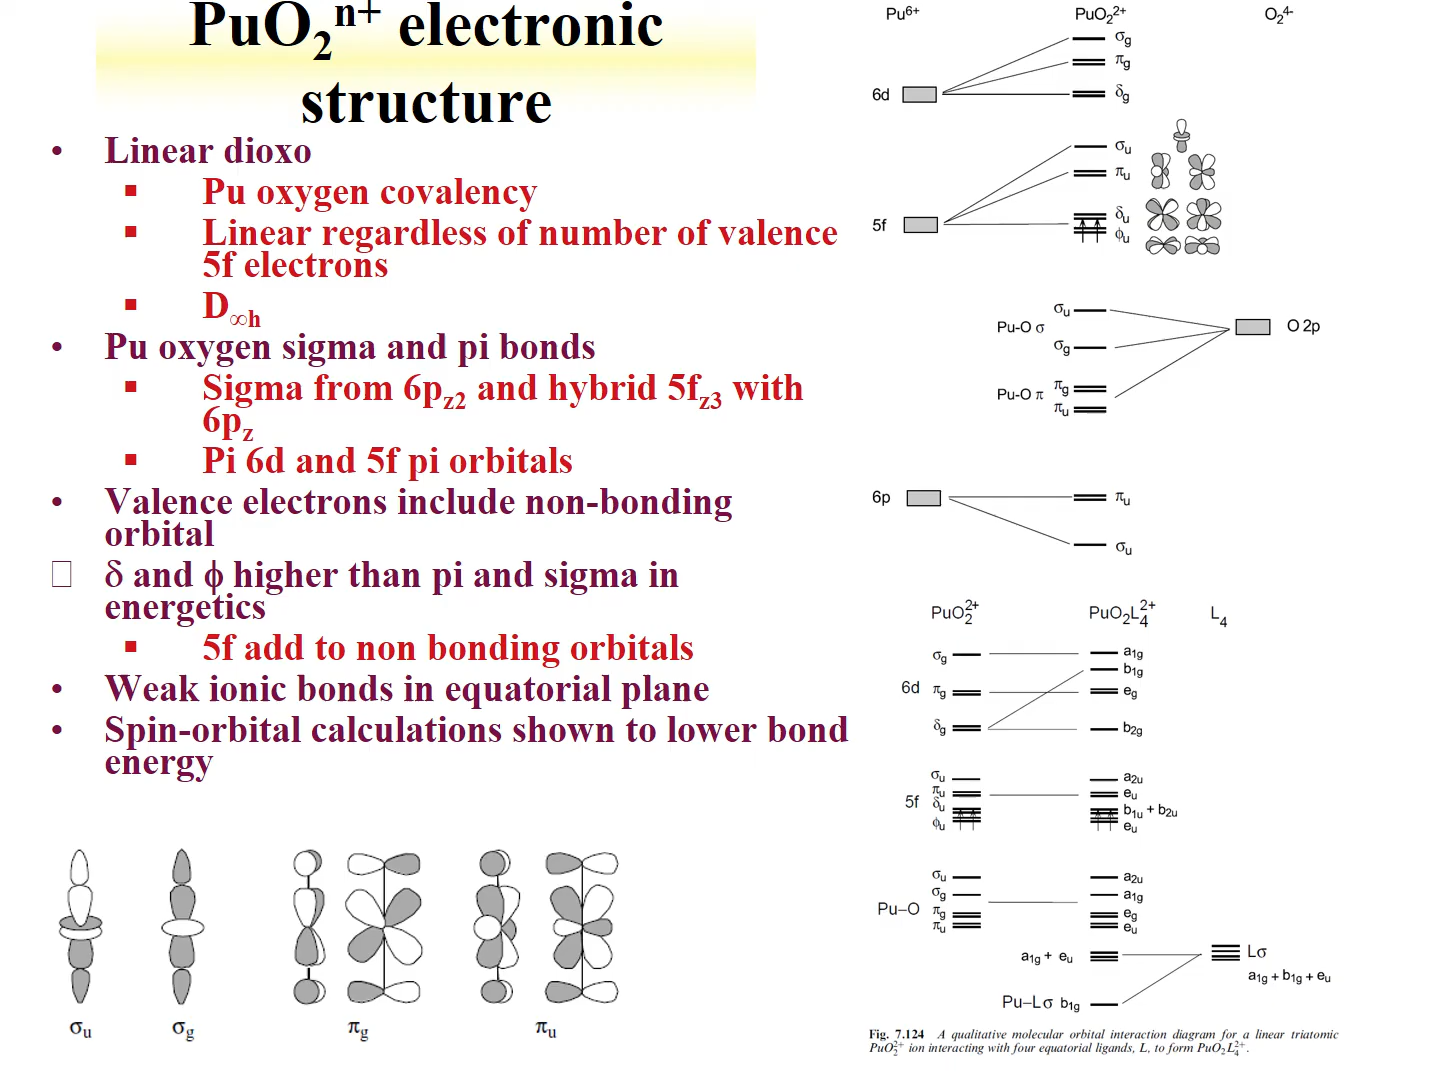 PuO₂ⁿ⁺ electronic
structure
• Linear dioxo
▪ Pu oxygen covalency
▪ Linear regardless of number of valence
5f electrons
▪ D∞h
• Pu oxygen sigma and pi bonds
▪ Sigma from 6pz2 and hybrid 5fz3 with
6pz
▪ Pi 6d and 5f pi orbitals
• Valence electrons include non-bonding
orbital
δ and ϕ higher than pi and sigma in
energetics
▪ 5f add to non bonding orbitals
• Weak ionic bonds in equatorial plane
• Spin-orbital calculations shown to lower bond
energy
σu σg πg πu
Pu6+ PuO₂²⁺ O₂⁴⁻
σg
πg
6d δg
σu
πu
δu
5f
ϕu
σu
Pu-O σ O 2p
σg
πg
Pu-O π
πu
6p πu
σu
PuO₂²⁺ PuO₂L₄²⁺ L₄
σg a1g
b1g
6d πg eg
δg b2g
σu a2u
πu eu
5f δu b1u + b2u
ϕu eu
σu a2u
σg a1g
Pu–O πg eg
πu eu
a1g + eu Lσ
a1g + b1g + eu
Pu–L σ b1g
Fig. 7.124 A qualitative molecular orbital interaction diagram for a linear triatomic
PuO₂²⁺ ion interacting with four equatorial ligands, L, to form PuO₂L₄²⁺.